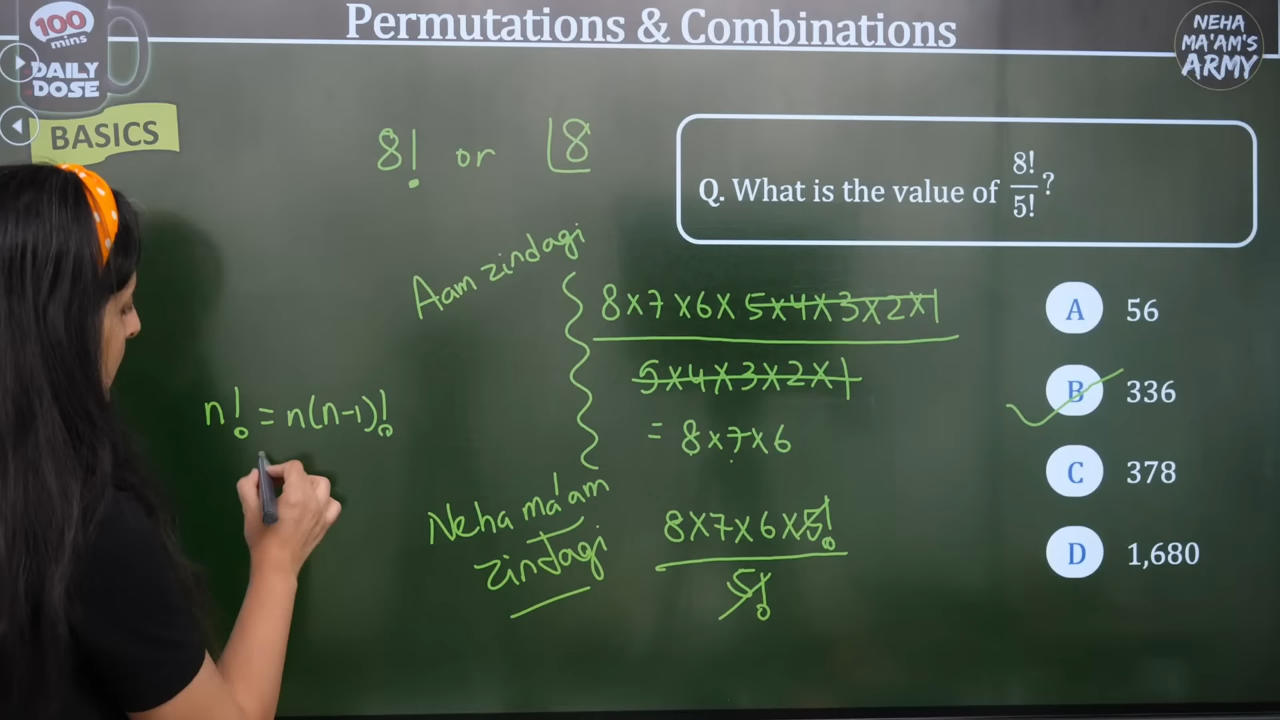 Permutations & Combinations
100
mins
DAILY
DOSE
NEHA
MA'AM'S
ARMY
BASICS
8! or |8
Q. What is the value of 8!/5!?
Aam zindagi
8×7×6×5×4×3×2×1
5×4×3×2×1
= 8×7×6
n! = n(n-1)!
Neha ma'am
zindagi
8×7×6×5!
5!
A 56
B 336
C 378
D 1,680